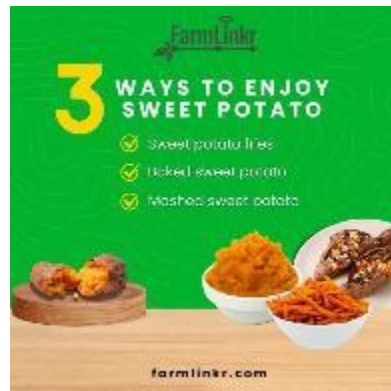 FarmLinkr
3 WAYS TO ENJOY
SWEET POTATO
Sweet potato fries
Baked sweet potato
Mashed sweet potato
farmlinkr.com